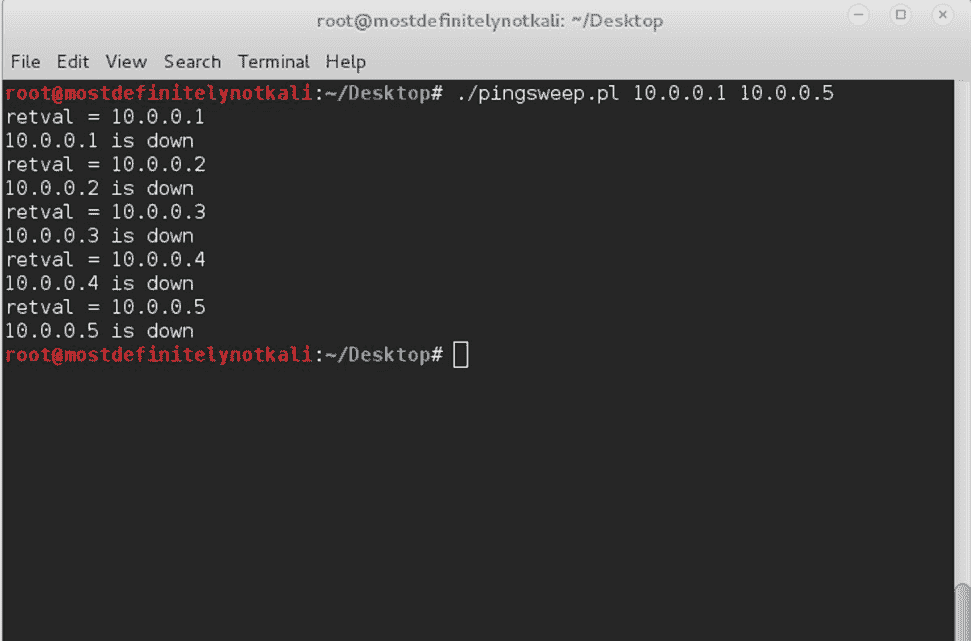 root@mostdefinitelynotkali: ~/Desktop
File Edit View Search Terminal Help
root@mostdefinitelynotkali:~/Desktop# ./pingsweep.pl 10.0.0.1 10.0.0.5
retval = 10.0.0.1
10.0.0.1 is down
retval = 10.0.0.2
10.0.0.2 is down
retval = 10.0.0.3
10.0.0.3 is down
retval = 10.0.0.4
10.0.0.4 is down
retval = 10.0.0.5
10.0.0.5 is down
root@mostdefinitelynotkali:~/Desktop#